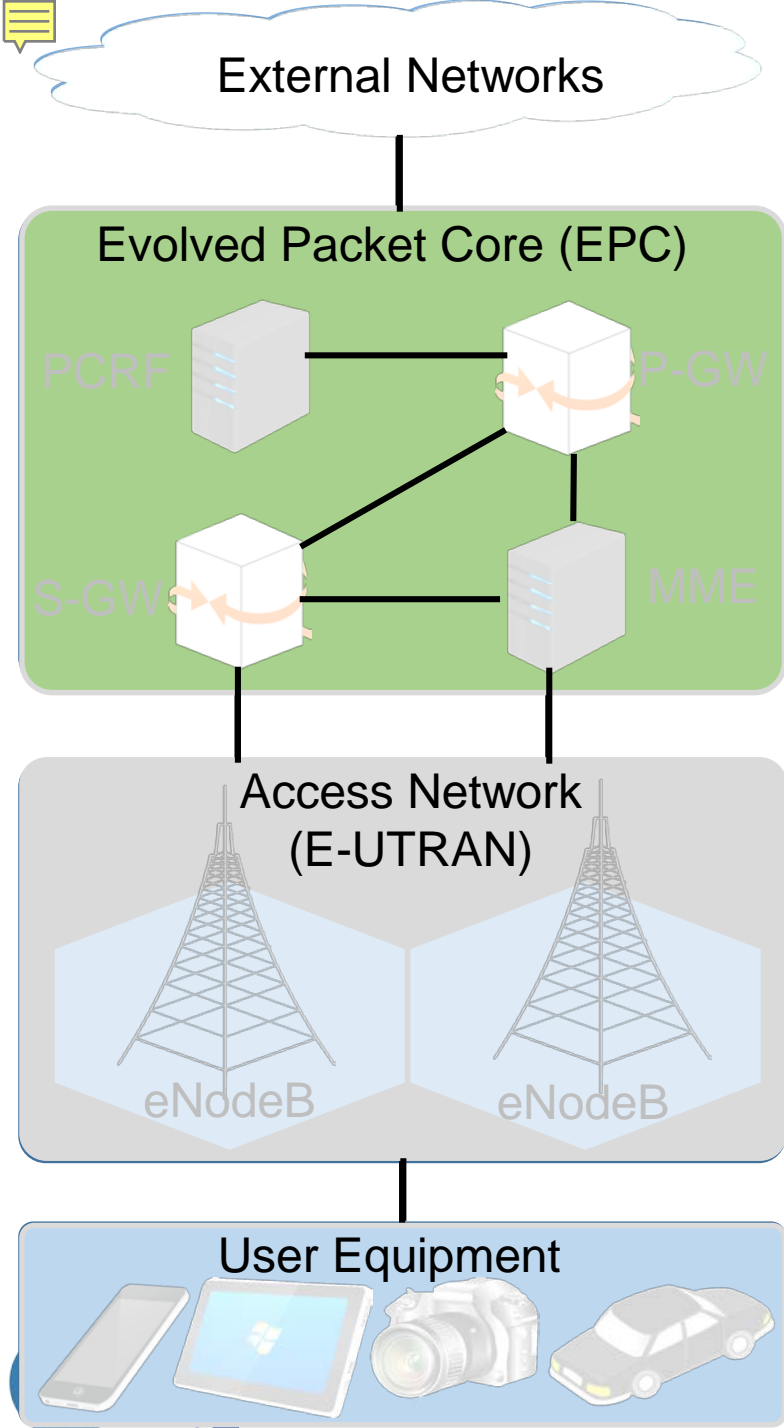 External Networks
Evolved Packet Core (EPC)
PCRF
P-GW
S-GW
MME
Access Network
(E-UTRAN)
eNodeB
eNodeB
User Equipment